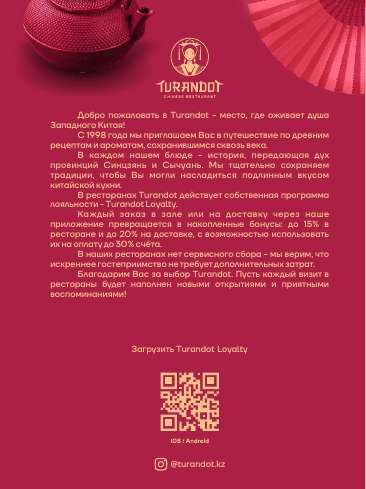 TURANDOT
CHINESE RESTAURANT
Добро пожаловать в Turandot - место, где оживает душа
Западного Китая!
С 1998 года мы приглашаем Вас в путешествие по древним
рецептам и ароматам, сохранившимся сквозь века.
В каждом нашем блюде - история, передающая дух
провинций Синцзянь и Сычуань. Мы тщательно сохраняем
традиции, чтобы Вы могли насладиться подлинным вкусом
китайской кухни.
В ресторанах Turandot действует собственная программа
лояльности - Turandot Loyalty.
Каждый заказ в зале или на доставку через наше
приложение превращается в накопленные бонусы: до 15% в
ресторане и до 20% на доставке, с возможностью использовать
их на оплату до 30% счёта.
В наших ресторанах нет сервисного сбора - мы верим, что
искреннее гостеприимство не требует дополнительных затрат.
Благодарим Вас за выбор Turandot. Пусть каждый визит в
рестораны будет наполнен новыми открытиями и приятными
воспоминаниями!
Загрузить Turandot Loyalty
IOS / Android
@turandot.kz